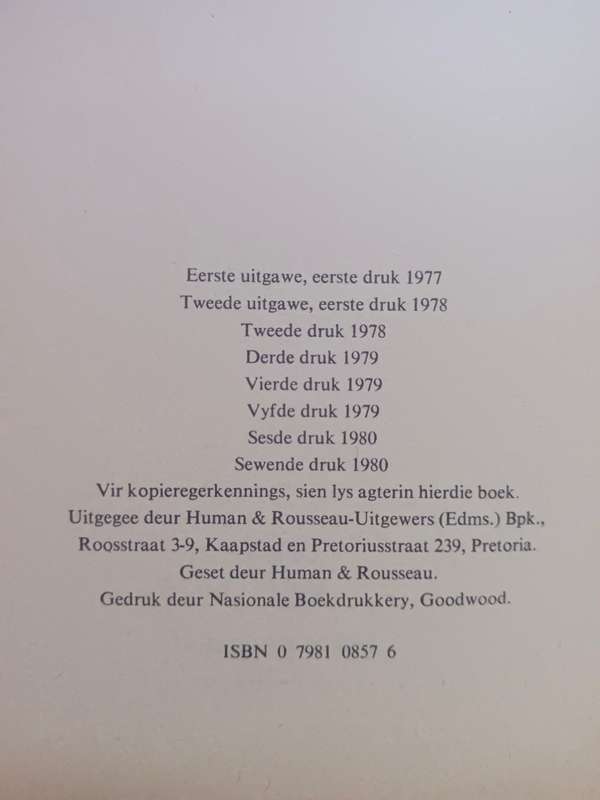 Eerste uitgawe, eerste druk 1977
Tweede uitgawe, eerste druk 1978
Tweede druk 1978
Derde druk 1979
Vierde druk 1979
Vyfde druk 1979
Sesde druk 1980
Sewende druk 1980
Vir kopieregerkennings, sien lys agterin hierdie boek.
Uitgegee deur Human & Rousseau-Uitgewers (Edms.) Bpk.,
Roosstraat 3-9, Kaapstad en Pretoriusstraat 239, Pretoria.
Geset deur Human & Rousseau.
Gedruk deur Nasionale Boekdrukkery, Goodwood.
ISBN 0 7981 0857 6